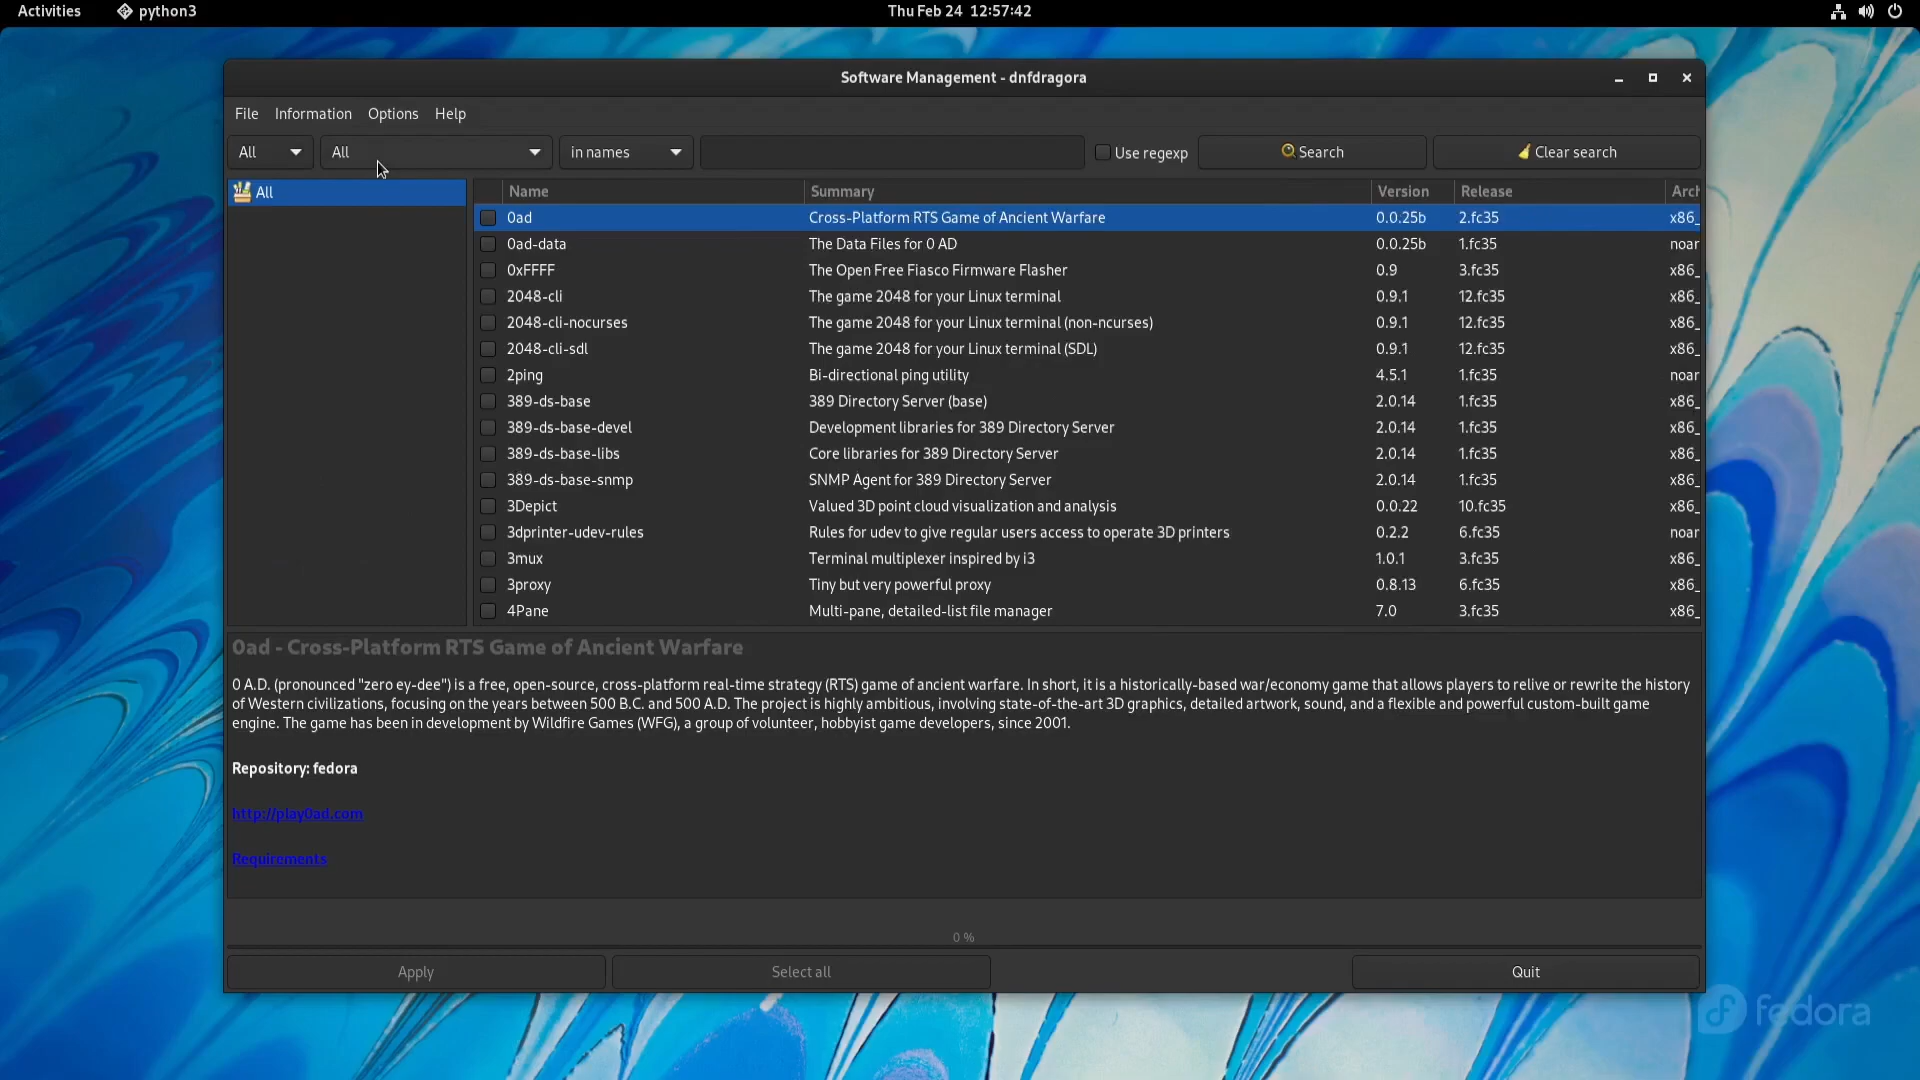 Activities python3 Thu Feb 24 12:57:42
Software Management - dnfdragora
File Information Options Help
All All in names Use regexp Search Clear search
All
Name Summary Version Release Arch
0ad Cross-Platform RTS Game of Ancient Warfare 0.0.25b 2.fc35 x86_
0ad-data The Data Files for 0 AD 0.0.25b 1.fc35 noar
0xFFFF The Open Free Fiasco Firmware Flasher 0.9 3.fc35 x86_
2048-cli The game 2048 for your Linux terminal 0.9.1 12.fc35 x86_
2048-cli-nocurses The game 2048 for your Linux terminal (non-ncurses) 0.9.1 12.fc35 x86_
2048-cli-sdl The game 2048 for your Linux terminal (SDL) 0.9.1 12.fc35 x86_
2ping Bi-directional ping utility 4.5.1 1.fc35 noar
389-ds-base 389 Directory Server (base) 2.0.14 1.fc35 x86_
389-ds-base-devel Development libraries for 389 Directory Server 2.0.14 1.fc35 x86_
389-ds-base-libs Core libraries for 389 Directory Server 2.0.14 1.fc35 x86_
389-ds-base-snmp SNMP Agent for 389 Directory Server 2.0.14 1.fc35 x86_
3Depict Valued 3D point cloud visualization and analysis 0.0.22 10.fc35 x86_
3dprinter-udev-rules Rules for udev to give regular users access to operate 3D printers 0.2.2 6.fc35 noar
3mux Terminal multiplexer inspired by i3 1.0.1 3.fc35 x86_
3proxy Tiny but very powerful proxy 0.8.13 6.fc35 x86_
4Pane Multi-pane, detailed-list file manager 7.0 3.fc35 x86_
0ad - Cross-Platform RTS Game of Ancient Warfare
0 A.D. (pronounced "zero ey-dee") is a free, open-source, cross-platform real-time strategy (RTS) game of ancient warfare. In short, it is a historically-based war/economy game that allows players to relive or rewrite the history
of Western civilizations, focusing on the years between 500 B.C. and 500 A.D. The project is highly ambitious, involving state-of-the-art 3D graphics, detailed artwork, sound, and a flexible and powerful custom-built game
engine. The game has been in development by Wildfire Games (WFG), a group of volunteer, hobbyist game developers, since 2001.
Repository: fedora
http://play0ad.com
Requirements
0 %
Apply Select all Quit
fedora